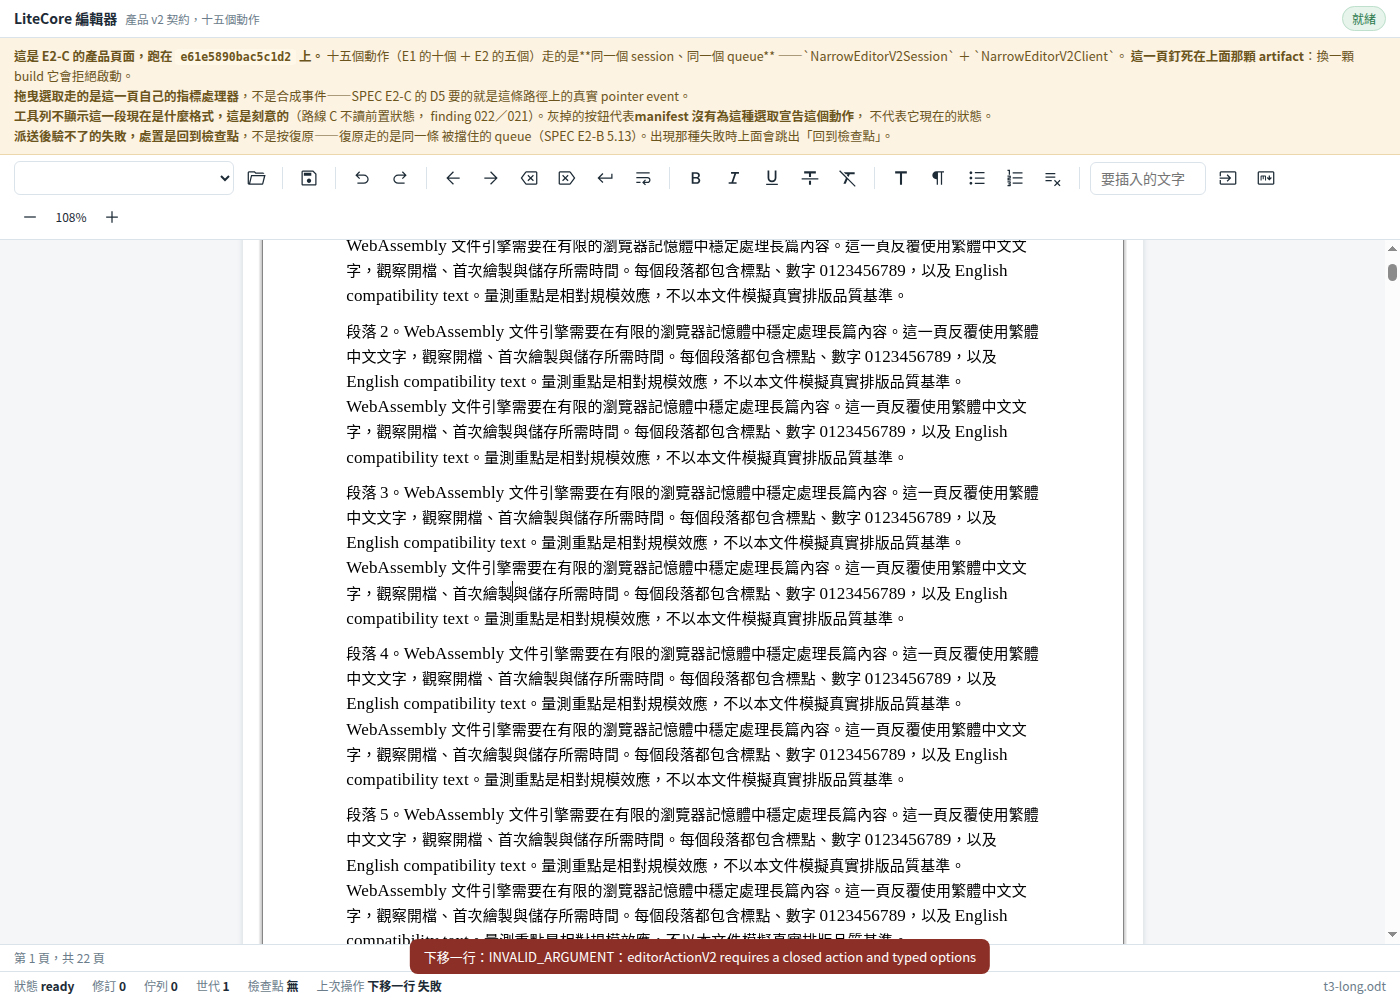 LiteCore 編輯器 產品 v2 契約，十五個動作 就緒
這是 E2-C 的產品頁面，跑在 e61e5890bac5c1d2 上。 十五個動作（E1 的十個 ＋ E2 的五個）走的是**同一個 session、同一個 queue** ——`NarrowEditorV2Session` ＋ `NarrowEditorV2Client`。 這一頁釘死在上面那顆 artifact：換一顆
build 它會拒絕啟動。
拖曳選取走的是這一頁自己的指標處理器，不是合成事件——SPEC E2-C 的 D5 要的就是這條路徑上的真實 pointer event。
工具列不顯示這一段現在是什麼格式，這是刻意的（路線 C 不讀前置狀態， finding 022／021）。灰掉的按鈕代表manifest 沒有為這種選取宣告這個動作， 不代表它現在的狀態。
派送後驗不了的失敗，處置是回到檢查點，不是按復原——復原走的是同一條 被擋住的 queue（SPEC E2-B 5.13）。出現那種失敗時上面會跳出「回到檢查點」。
要插入的文字
108%
WebAssembly 文件引擎需要在有限的瀏覽器記憶體中穩定處理長篇內容。這一頁反覆使用繁體中文文
字，觀察開檔、首次繪製與儲存所需時間。每個段落都包含標點、數字 0123456789，以及 English
compatibility text。量測重點是相對規模效應，不以本文件模擬真實排版品質基準。
段落 2。WebAssembly 文件引擎需要在有限的瀏覽器記憶體中穩定處理長篇內容。這一頁反覆使用繁體
中文文字，觀察開檔、首次繪製與儲存所需時間。每個段落都包含標點、數字 0123456789，以及
English compatibility text。量測重點是相對規模效應，不以本文件模擬真實排版品質基準。
WebAssembly 文件引擎需要在有限的瀏覽器記憶體中穩定處理長篇內容。這一頁反覆使用繁體中文文
字，觀察開檔、首次繪製與儲存所需時間。每個段落都包含標點、數字 0123456789，以及 English
compatibility text。量測重點是相對規模效應，不以本文件模擬真實排版品質基準。
段落 3。WebAssembly 文件引擎需要在有限的瀏覽器記憶體中穩定處理長篇內容。這一頁反覆使用繁體
中文文字，觀察開檔、首次繪製與儲存所需時間。每個段落都包含標點、數字 0123456789，以及
English compatibility text。量測重點是相對規模效應，不以本文件模擬真實排版品質基準。
WebAssembly 文件引擎需要在有限的瀏覽器記憶體中穩定處理長篇內容。這一頁反覆使用繁體中文文
字，觀察開檔、首次繪製與儲存所需時間。每個段落都包含標點、數字 0123456789，以及 English
compatibility text。量測重點是相對規模效應，不以本文件模擬真實排版品質基準。
段落 4。WebAssembly 文件引擎需要在有限的瀏覽器記憶體中穩定處理長篇內容。這一頁反覆使用繁體
中文文字，觀察開檔、首次繪製與儲存所需時間。每個段落都包含標點、數字 0123456789，以及
English compatibility text。量測重點是相對規模效應，不以本文件模擬真實排版品質基準。
WebAssembly 文件引擎需要在有限的瀏覽器記憶體中穩定處理長篇內容。這一頁反覆使用繁體中文文
字，觀察開檔、首次繪製與儲存所需時間。每個段落都包含標點、數字 0123456789，以及 English
compatibility text。量測重點是相對規模效應，不以本文件模擬真實排版品質基準。
段落 5。WebAssembly 文件引擎需要在有限的瀏覽器記憶體中穩定處理長篇內容。這一頁反覆使用繁體
中文文字，觀察開檔、首次繪製與儲存所需時間。每個段落都包含標點、數字 0123456789，以及
English compatibility text。量測重點是相對規模效應，不以本文件模擬真實排版品質基準。
WebAssembly 文件引擎需要在有限的瀏覽器記憶體中穩定處理長篇內容。這一頁反覆使用繁體中文文
字，觀察開檔、首次繪製與儲存所需時間。每個段落都包含標點、數字 0123456789，以及 English
下移一行：INVALID_ARGUMENT：editorActionV2 requires a closed action and typed options
第 1 頁，共 22 頁
狀態 ready 修訂 0 佇列 0 世代 1 檢查點 無 上次操作 下移一行 失敗 t3-long.odt